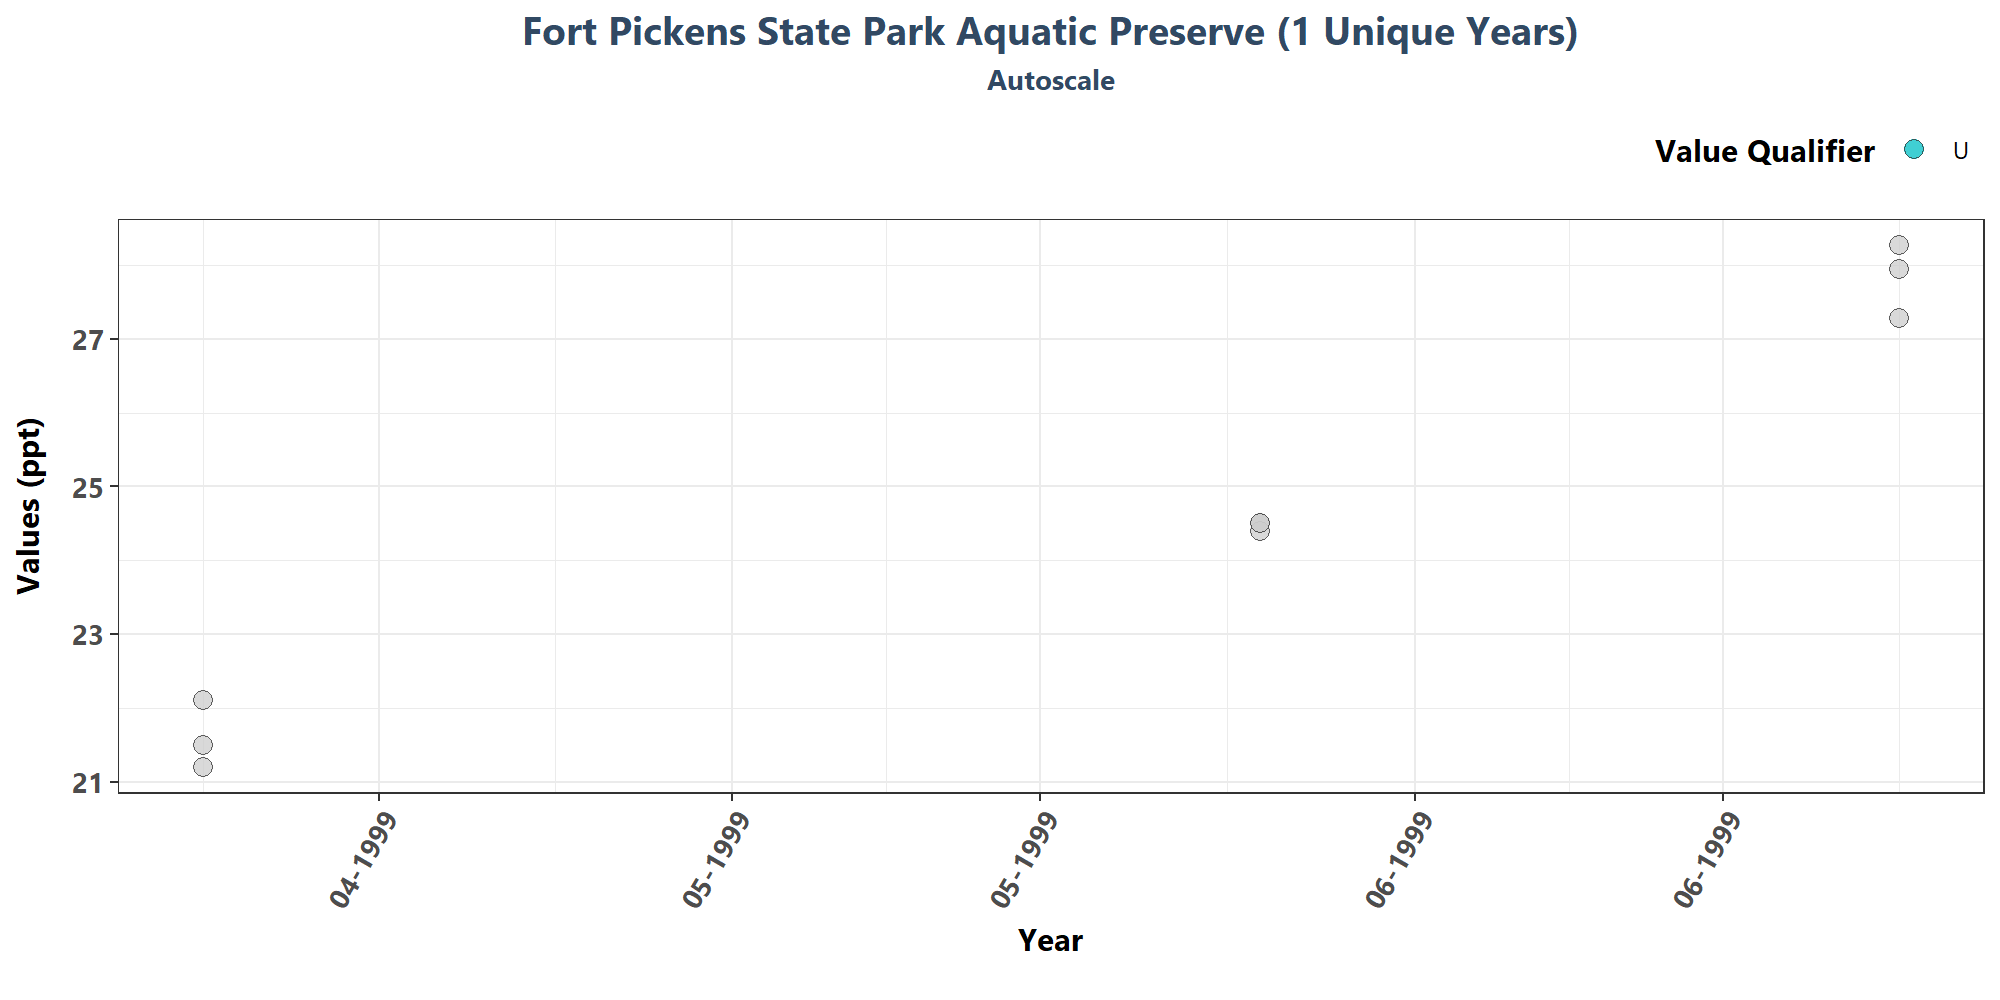 Fort Pickens State Park Aquatic Preserve (1 Unique Years)
Autoscale
Value Qualifier U
Values (ppt)
27
25
23
21
04-1999
05-1999
05-1999
06-1999
06-1999
Year